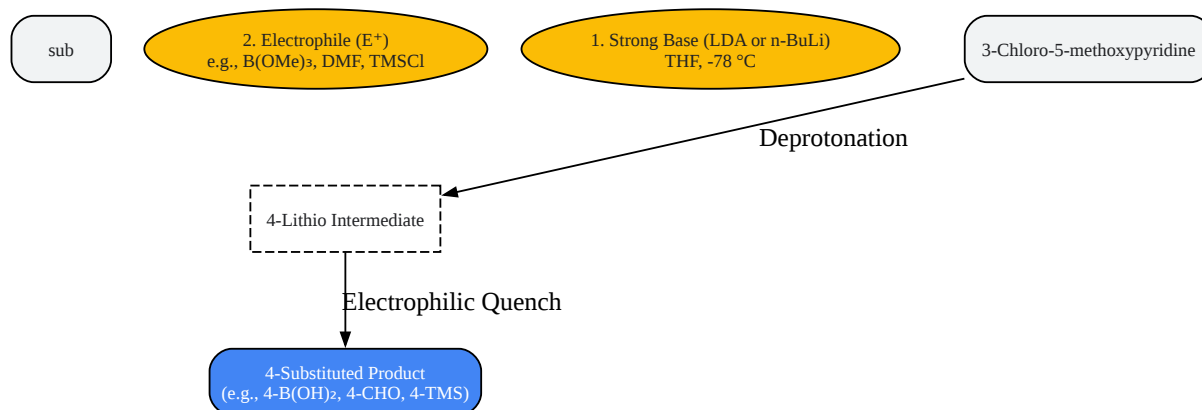 sub
2. Electrophile (E⁺)
e.g., B(OMe)₃, DMF, TMSCl
1. Strong Base (LDA or n-BuLi)
THF, -78 °C
3-Chloro-5-methoxypyridine
Deprotonation
4-Lithio Intermediate
Electrophilic Quench
4-Substituted Product
(e.g., 4-B(OH)₂, 4-CHO, 4-TMS)